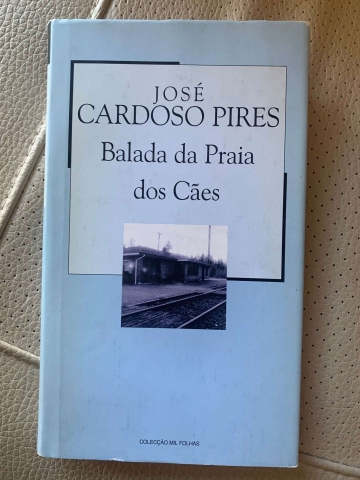 JOSÉ
CARDOSO PIRES
Balada da Praia
dos Cães
COLECÇÃO MIL FOLHAS